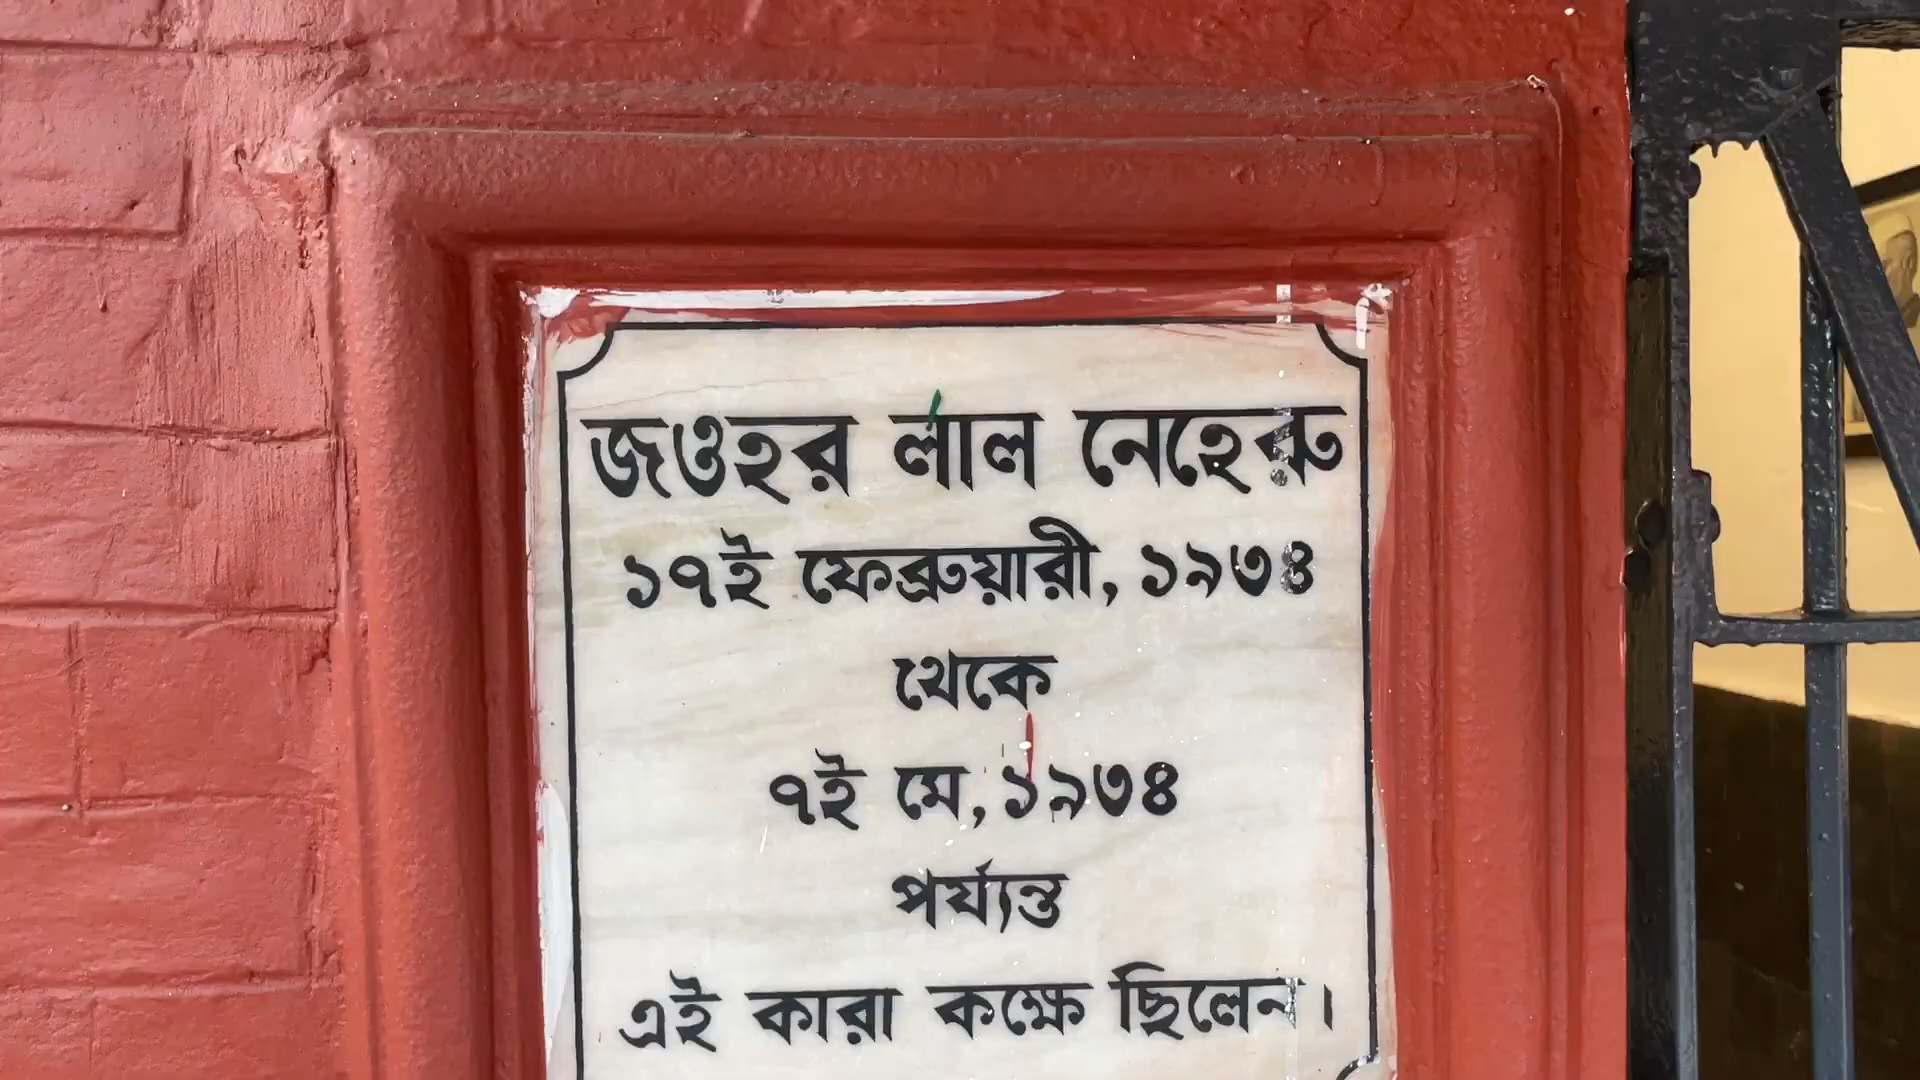 জওহর লাল নেহেরু
১৭ই ফেব্রুয়ারী, ১৯৩৪
থেকে
৭ই মে, ১৯৩৪
পর্য্যন্ত
এই কারা কক্ষে ছিলেন।